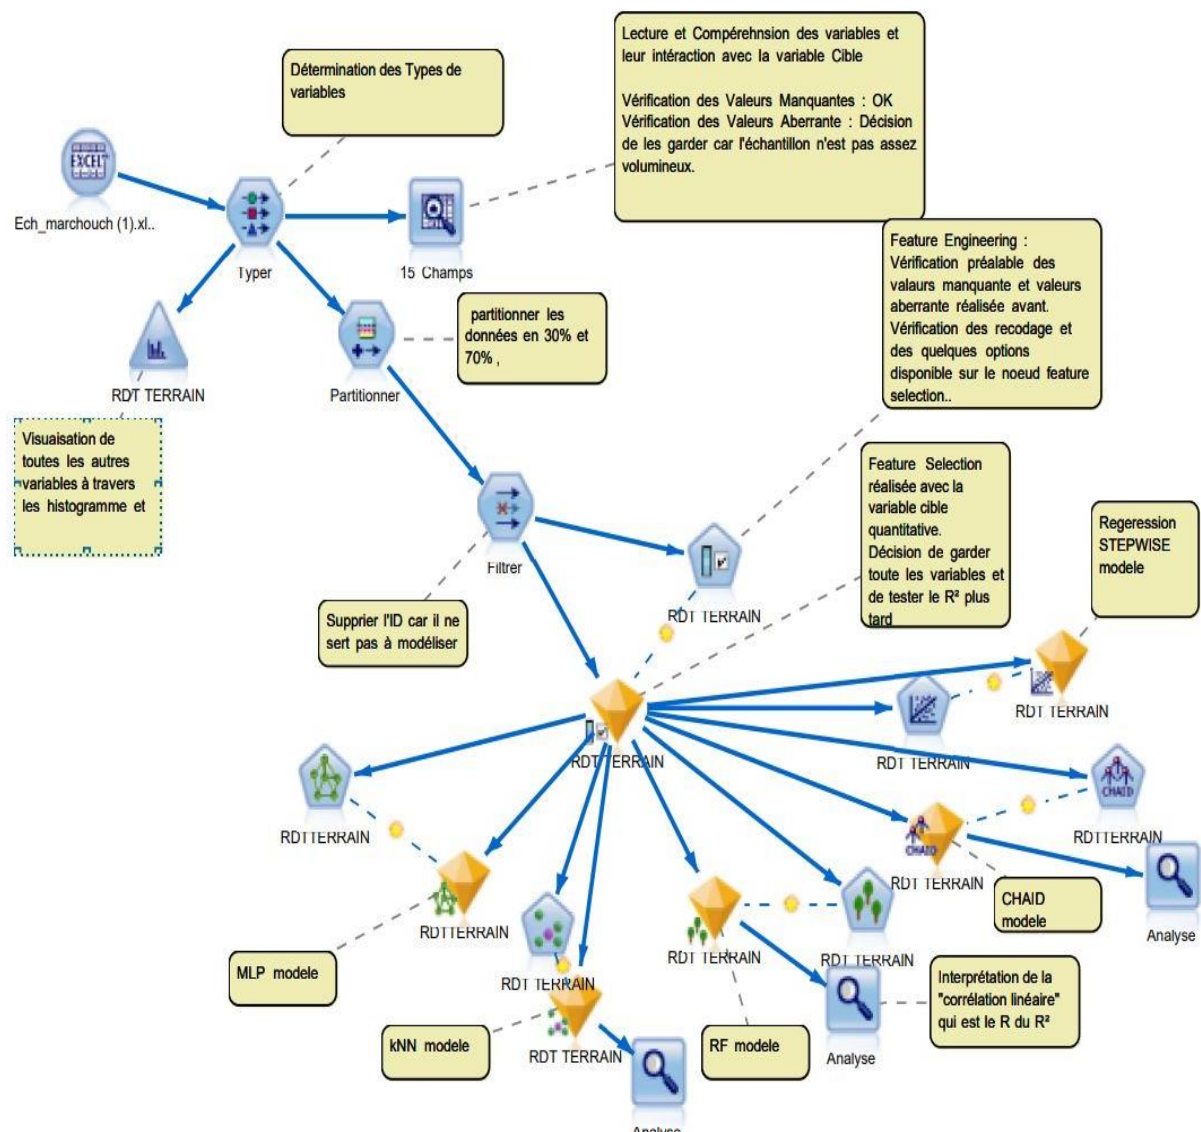 Lecture et Compérehnsion des variables et
leur intéraction avec la variable Cible
Vérification des Valeurs Manquantes : OK
Vérification des Valeurs Aberrante : Décision
de les garder car l'échantillon n'est pas assez
volumineux.
Détermination des Types de
variables
EXCEL
Ech_marchouch (1).xl..
Typer
15 Champs
Feature Engineering :
Vérification préalable des
valaurs manquante et valeurs
aberrante réalisée avant.
Vérification des recodage et
des quelques options
disponible sur le noeud feature
selection..
partitionner les
données en 30% et
70% ,
RDT TERRAIN
Partitionner
Visuaisation de
toutes les autres
variables à travers
les histogramme et
Feature Selection
réalisée avec la
variable cible
quantitative.
Décision de garder
toute les variables et
de tester le R² plus
tard
Regeression
STEPWISE
modele
Filtrer
RDT TERRAIN
Supprier l'ID car il ne
sert pas à modéliser
RDT TERRAIN
RDT TERRAIN
RDT TERRAIN
CHAID
RDTTERRAIN
RDTTERRAIN
CHAID
RDT TERRAIN
CHAID
modele
Analyse
RDTTERRAIN
RDT TERRAIN
RDT TERRAIN
RDT TERRAIN
MLP modele
Interprétation de la
"corrélation linéaire"
qui est le R du R²
kNN modele
RDT TERRAIN
RF modele
Analyse
Analyse